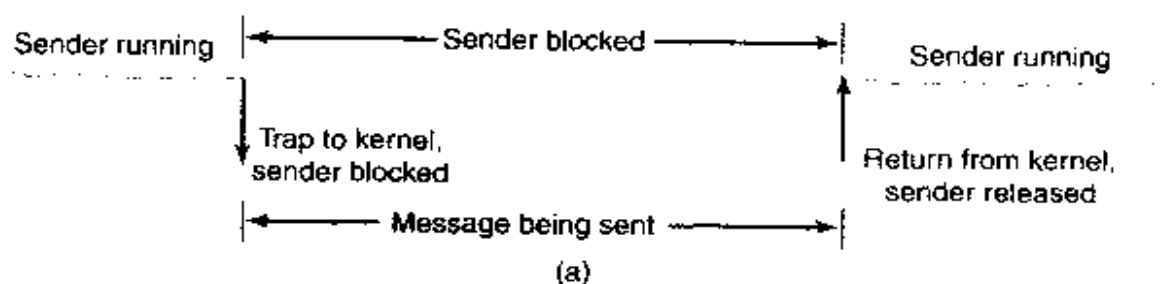 Sender running
Sender blocked
Sender running
Trap to kernel,
sender blocked
Return from kernel,
sender released
Message being sent
(a)